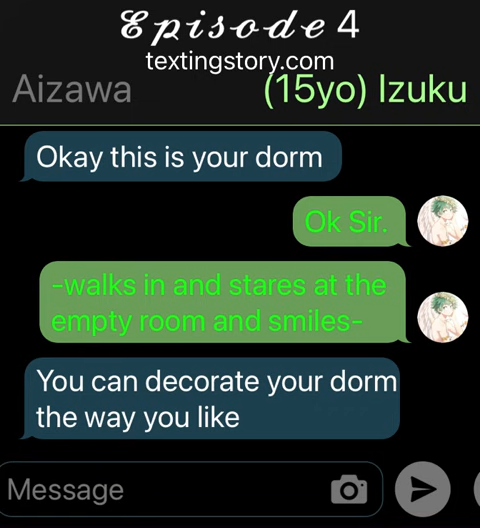 Episode 4
textingstory.com
Aizawa
(15yo) Izuku
Okay this is your dorm
Ok Sir.
-walks in and stares at the
empty room and smiles-
You can decorate your dorm
the way you like
Message